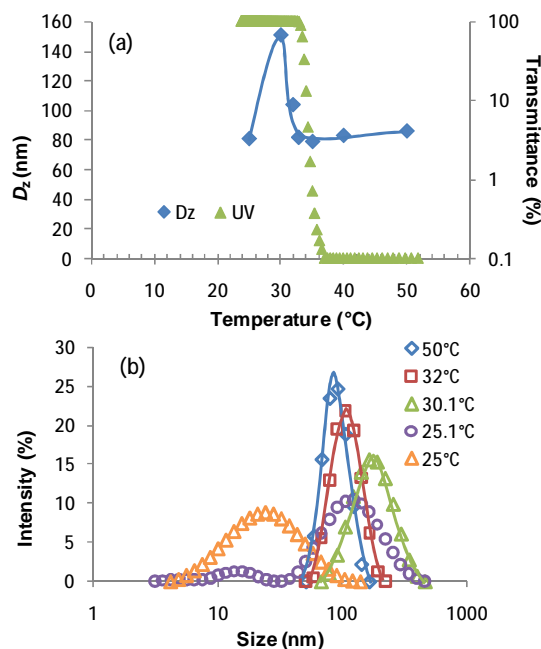 (a)
160
140
120
100
80
60
40
20
0
Dz (nm)
100
10
1
0.1
Transmittance (%)
Dz
UV
0 10 20 30 40 50 60
Temperature (°C)
(b)
30
25
20
15
10
5
0
Intensity (%)
50°C
32°C
30.1°C
25.1°C
25°C
1 10 100 1000
Size (nm)